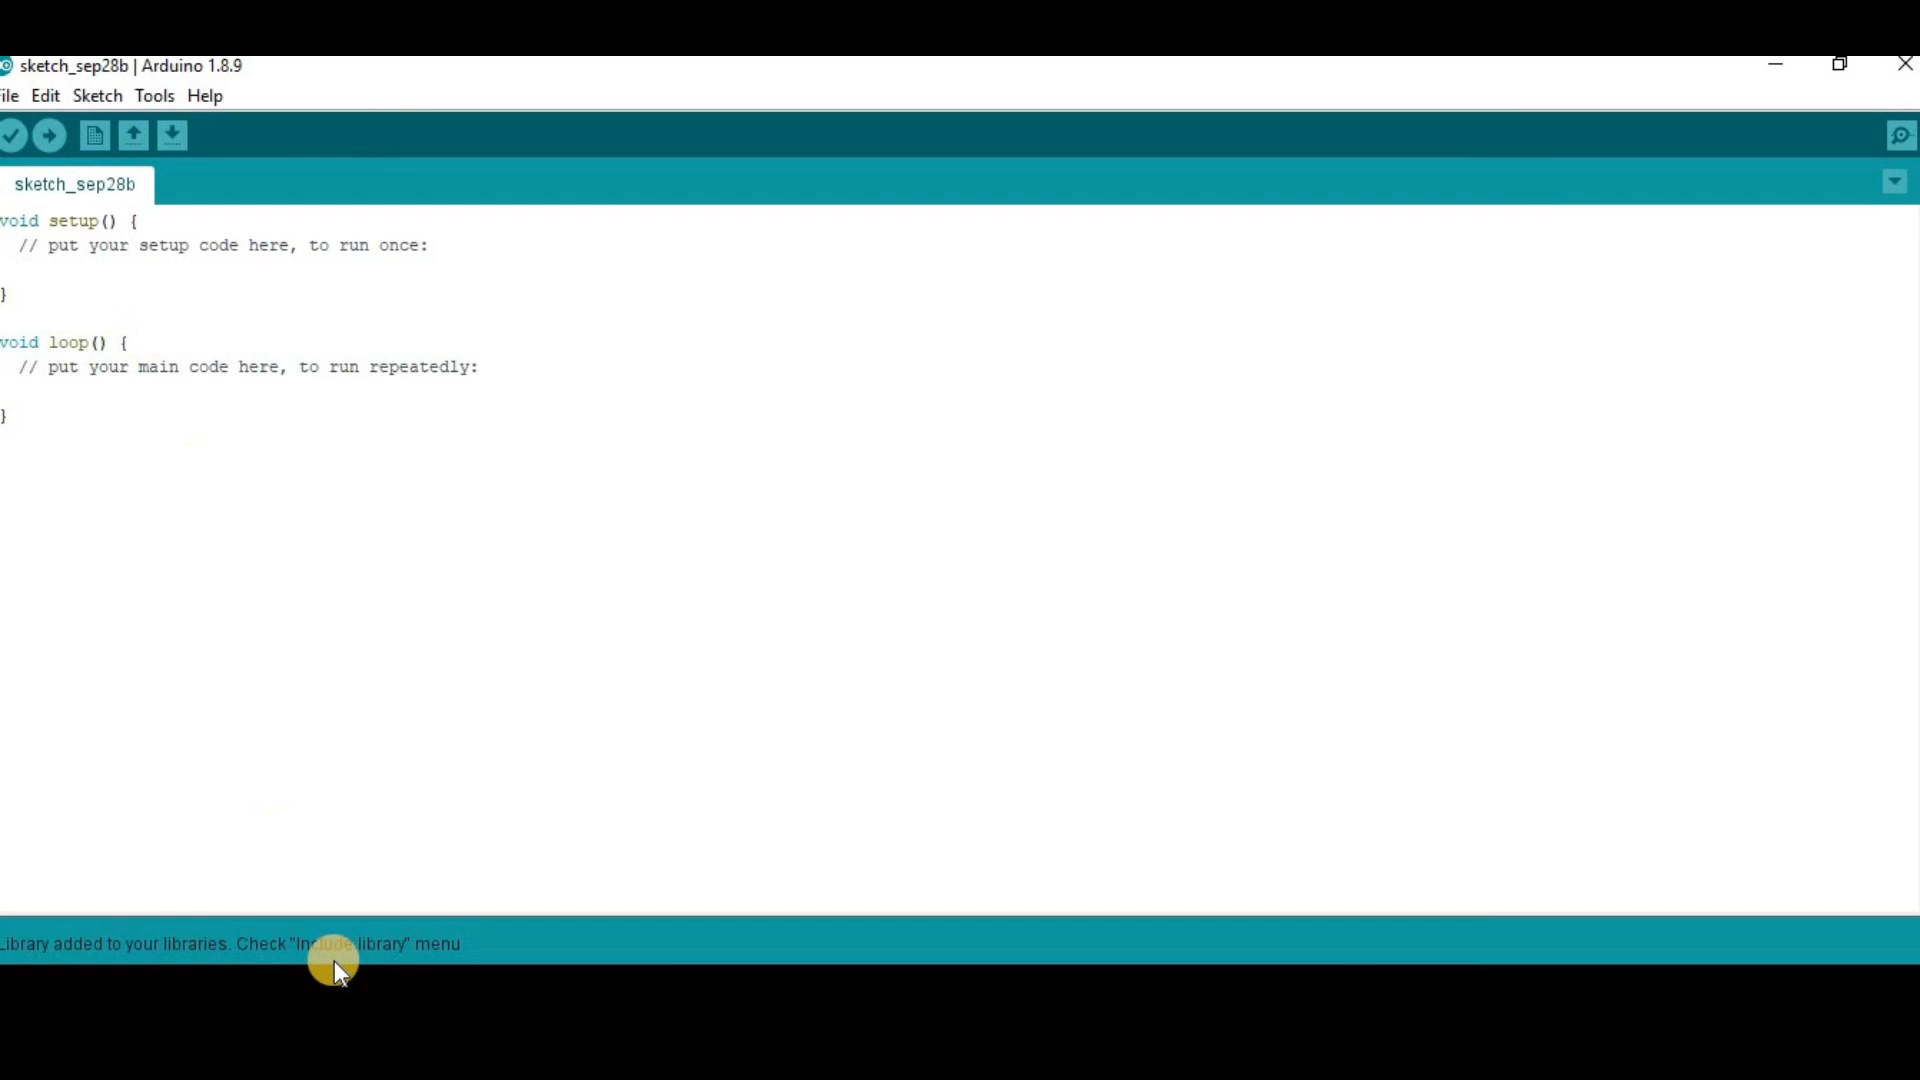 sketch_sep28b | Arduino 1.8.9
ile Edit Sketch Tools Help
sketch_sep28b
void setup() {
  // put your setup code here, to run once:
}
void loop() {
  // put your main code here, to run repeatedly:
}
Library added to your libraries. Check "Include library" menu